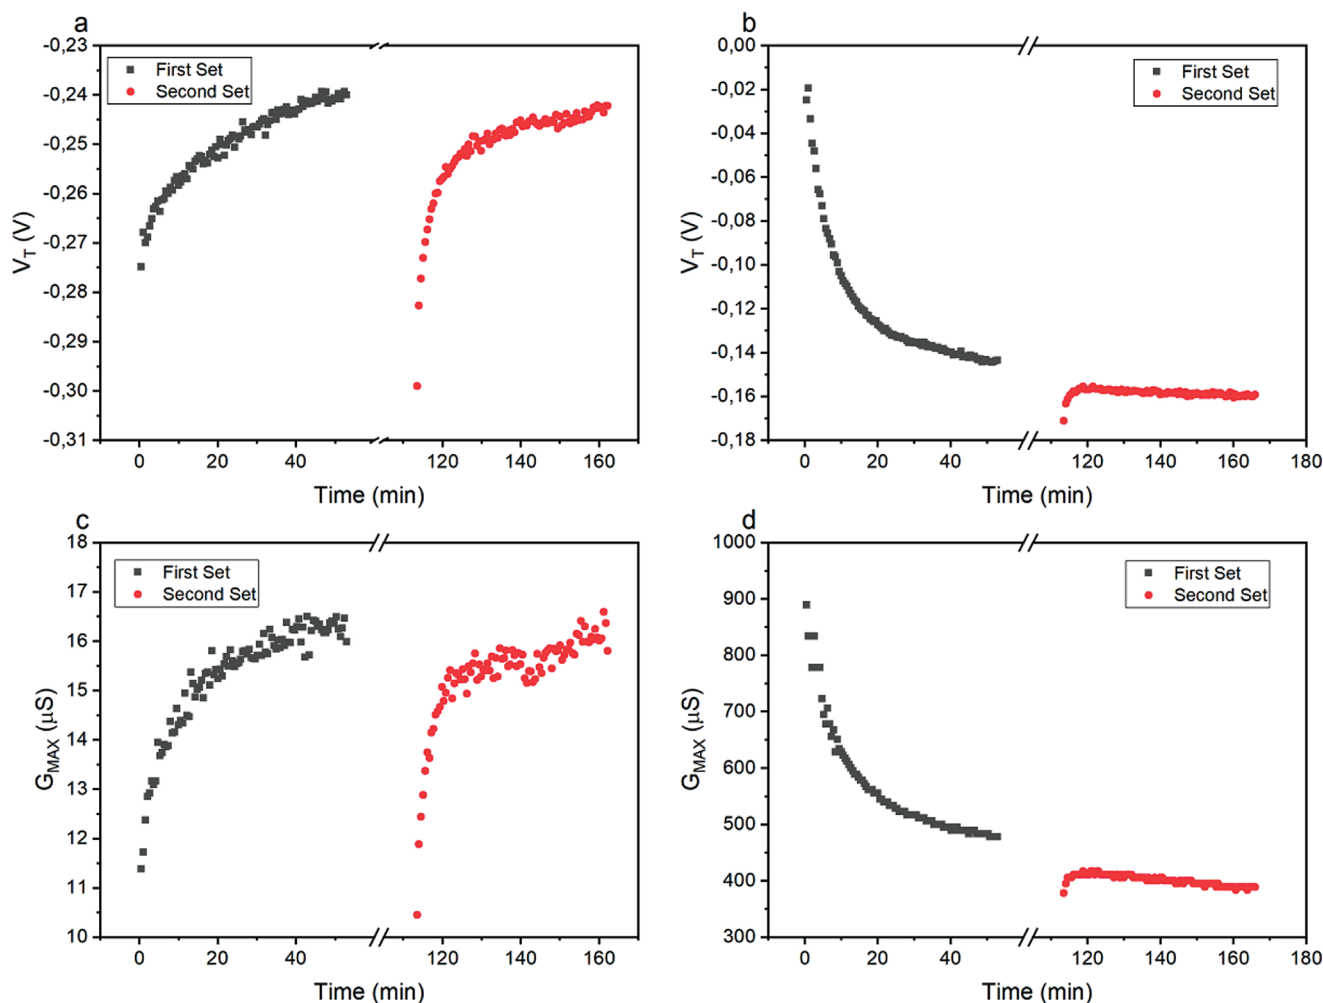 a
-0,23
-0,24
-0,25
-0,26
-0,27
-0,28
-0,29
-0,30
-0,31
V_T (V)
First Set
Second Set
0 20 40 120 140 160
Time (min)
b
0,00
-0,02
-0,04
-0,06
-0,08
-0,10
-0,12
-0,14
-0,16
-0,18
V_T (V)
First Set
Second Set
0 20 40 120 140 160 180
Time (min)
c
18
17
16
15
14
13
12
11
10
G_MAX (μS)
First Set
Second Set
0 20 40 120 140 160
Time (min)
d
1000
900
800
700
600
500
400
300
G_MAX (μS)
First Set
Second Set
0 20 40 120 140 160 180
Time (min)